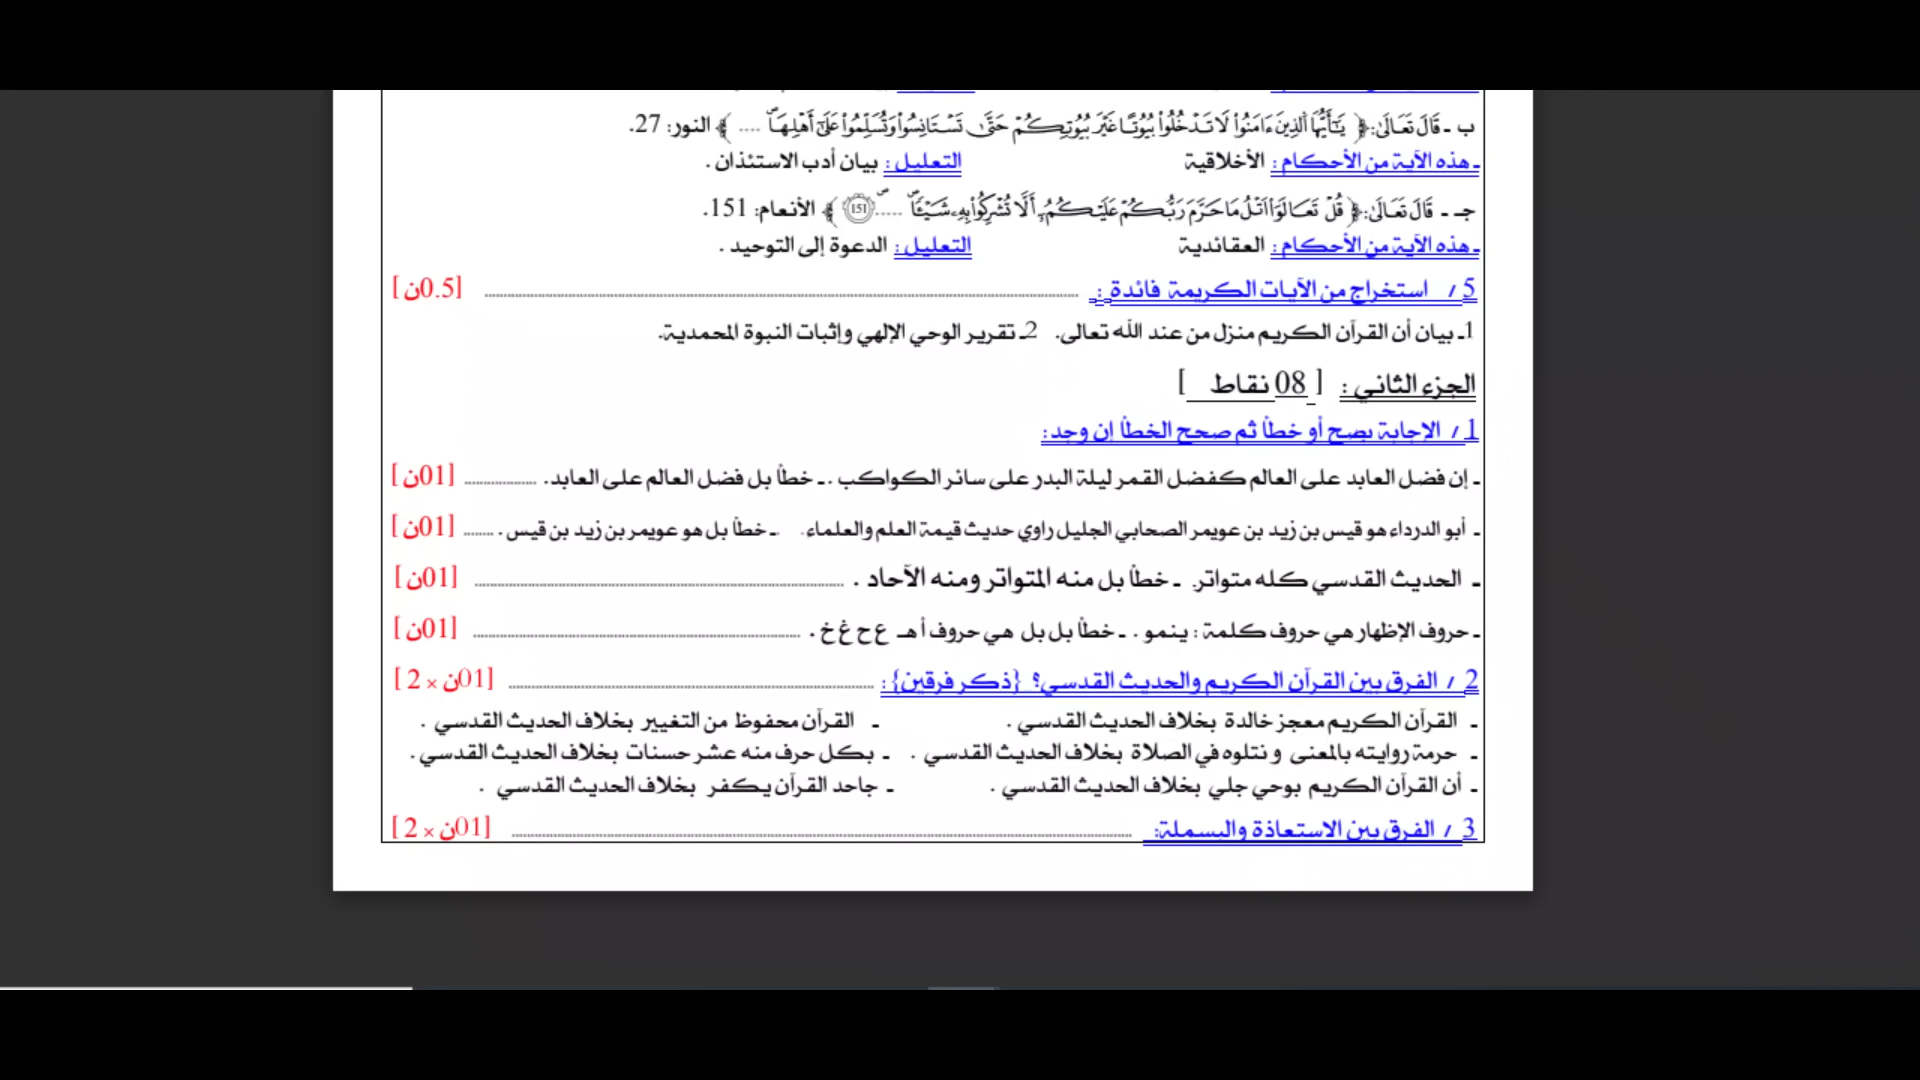 ب ـ قَالَ تَعَالَىٰ: ﴿ يَٰٓأَيُّهَا ٱلَّذِينَ ءَامَنُوا۟ لَا تَدْخُلُوا۟ بُيُوتًا غَيْرَ بُيُوتِكُمْ حَتَّىٰ تَسْتَأْنِسُوا۟ وَتُسَلِّمُوا۟ عَلَىٰٓ أَهْلِهَا ۚ .... ﴾ النور: 27.
ـ هذه الآية من الأحكام : الأخلاقية التعليل : بيان أدب الاستئذان .
جـ ـ قَالَ تَعَالَىٰ: ﴿ قُلْ تَعَالَوْا۟ أَتْلُ مَا حَرَّمَ رَبُّكُمْ عَلَيْكُمْ ۖ أَلَّا تُشْرِكُوا۟ بِهِۦ شَيْـًٔا ۖ ..... ۝151 ﴾ الأنعام: 151.
ـ هذه الآية من الأحكام : العقائدية التعليل : الدعوة إلى التوحيد .
5 / استخراج من الآيات الكريمة فائدة : ........ [0.5ن]
1ـ بيان أن القرآن الكريم منزل من عند الله تعالى. 2ـ تقرير الوحي الإلهي وإثبات النبوة المحمدية.
الجزء الثاني : [ 08 نقاط ]
1 / الإجابة بصح أو خطأ ثم صحح الخطأ إن وجد:
ـ إن فضل العابد على العالم كفضل القمر ليلة البدر على سائر الكواكب . ـ خطأ بل فضل العالم على العابد. ........ [01ن]
ـ أبو الدرداء هو قيس بن زيد بن عويمر الصحابي الجليل راوي حديث قيمة العلم والعلماء. ـ خطأ بل هو عويمر بن زيد بن قيس . ........ [01ن]
ـ الحديث القدسي كله متواتر. ـ خطأ بل منه المتواتر ومنه الآحاد . ........ [01ن]
ـ حروف الإظهار هي حروف كلمة : ينمو . ـ خطأ بل بل هي حروف أ هـ ع ح غ خ . ........ [01ن]
2 / الفرق بين القرآن الكريم والحديث القدسي؟ {ذكر فرقين} : ........ [01ن × 2]
ـ القرآن الكريم معجز خالدة بخلاف الحديث القدسي . ـ القرآن محفوظ من التغيير بخلاف الحديث القدسي .
ـ حرمة روايته بالمعنى و نتلوه في الصلاة بخلاف الحديث القدسي . ـ بكل حرف منه عشر حسنات بخلاف الحديث القدسي .
ـ أن القرآن الكريم بوحي جلي بخلاف الحديث القدسي . ـ جاحد القرآن يكفر بخلاف الحديث القدسي .
3 / الفرق بين الاستعاذة والبسملة: ........ [01ن × 2]